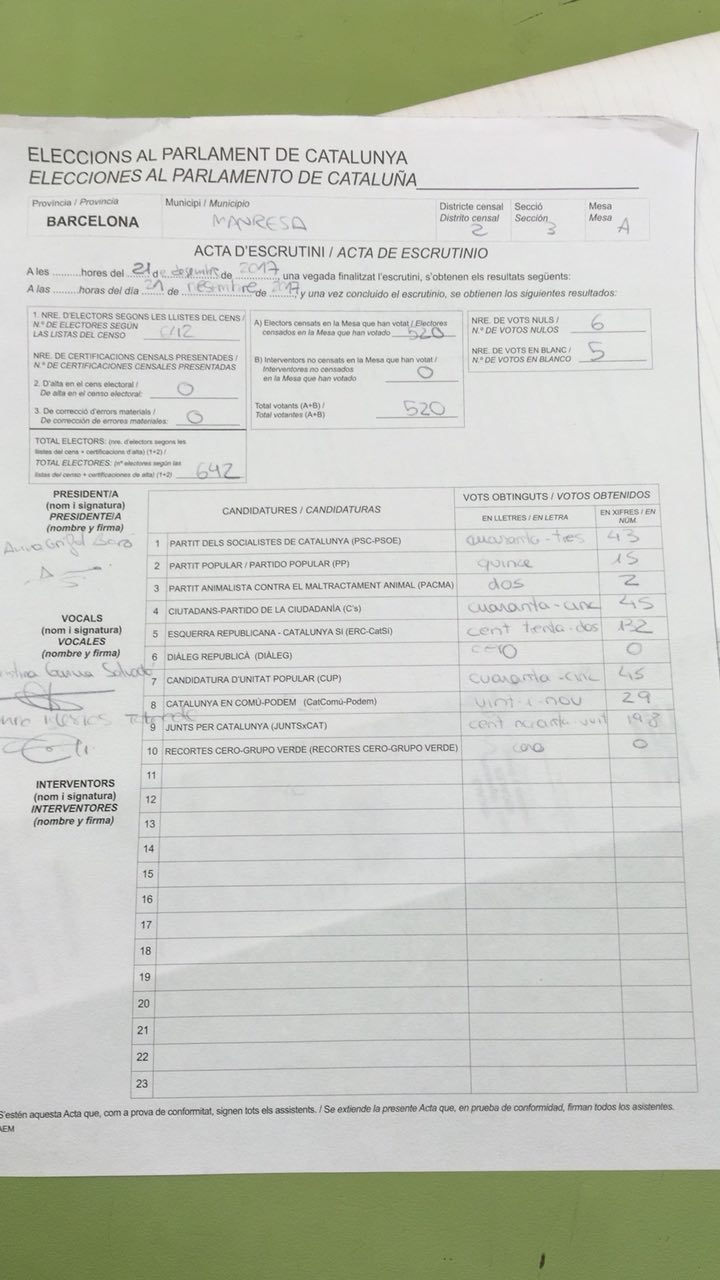 ELECCIONS AL PARLAMENT DE CATALUNYA
ELECCIONES AL PARLAMENTO DE CATALUÑA
Província / Provincia
BARCELONA
Municipi / Municipio
MANRESA
Districte censal
Distrito censal
2
Secció
Sección
3
Mesa
Mesa
A
ACTA D'ESCRUTINI / ACTA DE ESCRUTINIO
A les ..........hores del 21 de desembre de 2017, una vegada finalitzat l'escrutini, s'obtenen els resultats següents:
A las ..........horas del día 21 de desembre de 2017, y una vez concluido el escrutinio, se obtienen los siguientes resultados:
1. NRE. D'ELECTORS SEGONS LES LLISTES DEL CENS /
N.º DE ELECTORES SEGÚN
LAS LISTAS DEL CENSO
NRE. DE CERTIFICACIONS CENSALS PRESENTADES /
N.º DE CERTIFICACIONES CENSALES PRESENTADAS
2. D'alta en el cens electoral /
De alta en el censo electoral: 0
3. De correcció d'errors materials /
De corrección de errores materiales: 0
TOTAL ELECTORS: (nre. d'electors segons les
llistes del cens + certificacions d'alta) (1+2) /
TOTAL ELECTORES: (nº electores según las
listas del censo + certificaciones de alta) (1+2) 642
A) Electors censats en la Mesa que han votat / Electores
censados en la Mesa que han votado 520
B) Interventors no censats en la Mesa que han votat /
Interventores no censados
en la Mesa que han votado 0
Total votants (A+B) /
Total votantes (A+B) 520
NRE. DE VOTS NULS /
N.º DE VOTOS NULOS 6
NRE. DE VOTS EN BLANC /
N.º DE VOTOS EN BLANCO 5
PRESIDENT/A
(nom i signatura)
PRESIDENTE/A
(nombre y firma)
VOCALS
(nom i signatura)
VOCALES
(nombre y firma)
INTERVENTORS
(nom i signatura)
INTERVENTORES
(nombre y firma)
CANDIDATURES / CANDIDATURAS
VOTS OBTINGUTS / VOTOS OBTENIDOS
EN LLETRES / EN LETRA
EN XIFRES / EN NÚM.
1 PARTIT DELS SOCIALISTES DE CATALUNYA (PSC-PSOE) quaranta-tres 43
2 PARTIT POPULAR / PARTIDO POPULAR (PP) quince 15
3 PARTIT ANIMALISTA CONTRA EL MALTRACTAMENT ANIMAL (PACMA) dos 2
4 CIUTADANS-PARTIDO DE LA CIUDADANÍA (C's) cuaranta-cinc 45
5 ESQUERRA REPUBLICANA - CATALUNYA SÍ (ERC-CatSí) cent trenta-dos 132
6 DIÀLEG REPUBLICÀ (DIÀLEG) cero 0
7 CANDIDATURA D'UNITAT POPULAR (CUP) cuaranta-cinc 45
8 CATALUNYA EN COMÚ-PODEM (CatComú-Podem) vint-i-nou 29
9 JUNTS PER CATALUNYA (JUNTSxCAT) cent noranta-vuit 198
10 RECORTES CERO-GRUPO VERDE (RECORTES CERO-GRUPO VERDE) cero 0
11
12
13
14
15
16
17
18
19
20
21
22
23
S'estén aquesta Acta que, com a prova de conformitat, signen tots els assistents. / Se extiende la presente Acta que, en prueba de conformidad, firman todos los asistentes.
AEM